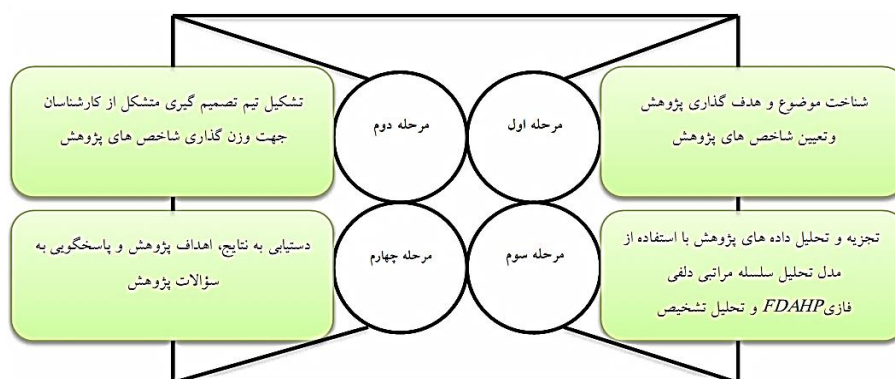 شناخت موضوع و هدف گذاری پژوهش
وتعیین شاخص های پژوهش
مرحله اول
مرحله دوم
تشکیل تیم تصمیم گیری متشکل از کارشناسان
جهت وزن گذاری شاخص های پژوهش
تجزیه و تحلیل داده های پژوهش با استفاده از
مدل تحلیل سلسله مراتبی دلفی
فازیFDAHP و تحلیل تشخیص
مرحله سوم
مرحله چهارم
دستیابی به نتایج، اهداف پژوهش و پاسخگویی به
سؤالات پژوهش